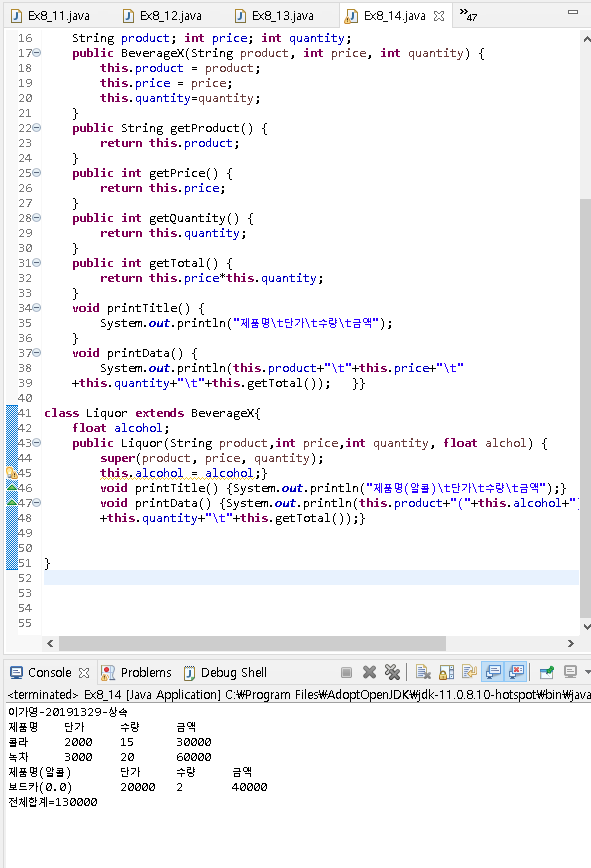 Ex8_11.java Ex8_12.java Ex8_13.java Ex8_14.java »47
16 String product; int price; int quantity;
17 public BeverageX(String product, int price, int quantity) {
18 this.product = product;
19 this.price = price;
20 this.quantity=quantity;
21 }
22 public String getProduct() {
23 return this.product;
24 }
25 public int getPrice() {
26 return this.price;
27 }
28 public int getQuantity() {
29 return this.quantity;
30 }
31 public int getTotal() {
32 return this.price*this.quantity;
33 }
34 void printTitle() {
35 System.out.println("제품명\t단가\t수량\t금액");
36 }
37 void printData() {
38 System.out.println(this.product+"\t"+this.price+"\t"
39 +this.quantity+"\t"+this.getTotal()); }}
40
41 class Liquor extends BeverageX{
42 float alcohol;
43 public Liquor(String product,int price,int quantity, float alchol) {
44 super(product, price, quantity);
45 this.alcohol = alcohol;}
46 void printTitle() {System.out.println("제품명(알콜)\t단가\t수량\t금액");}
47 void printData() {System.out.println(this.product+"("+this.alcohol+")
48 +this.quantity+"\t"+this.getTotal());}
49
50
51 }
52
53
54
55
Console Problems Debug Shell
<terminated> Ex8_14 [Java Application] C:₩Program Files₩AdoptOpenJDK₩jdk-11.0.8.10-hotspot₩bin₩java
이가영-20191329-상속
제품명 단가 수량 금액
콜라 2000 15 30000
녹차 3000 20 60000
제품명(알콜) 단가 수량 금액
보드카(0.0) 20000 2 40000
전체합계=130000